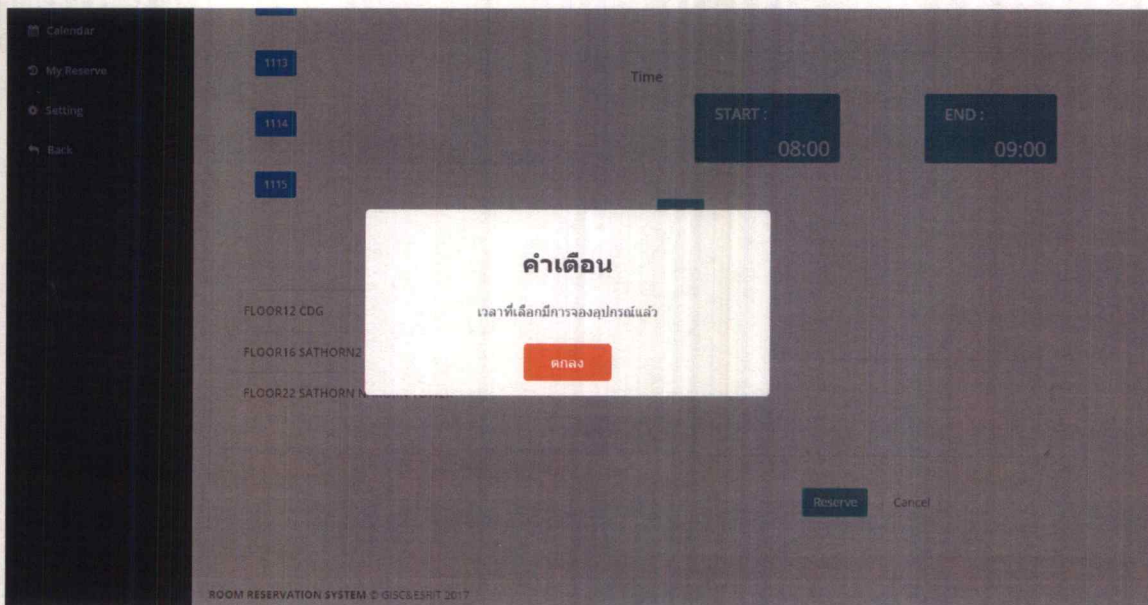 Calendar
My Reserve
Setting
Back
1113
1114
1115
Time
START :
08:00
END :
09:00
คำเตือน
เวลาที่เลือกมีการจองอุปกรณ์แล้ว
ตกลง
FLOOR12 CDG
FLOOR16 SATHORN2
FLOOR22 SATHORN
Reserve
Cancel
ROOM RESERVATION SYSTEM © GISC&ESRIT 2017